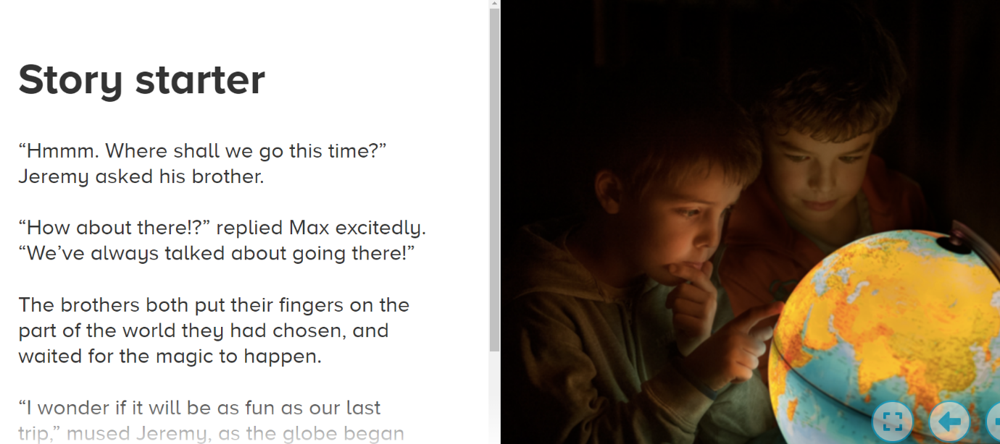 Story starter
“Hmmm. Where shall we go this time?”
Jeremy asked his brother.
“How about there!?” replied Max excitedly.
“We’ve always talked about going there!”
The brothers both put their fingers on the
part of the world they had chosen, and
waited for the magic to happen.
“I wonder if it will be as fun as our last
trip,” mused Jeremy, as the globe began